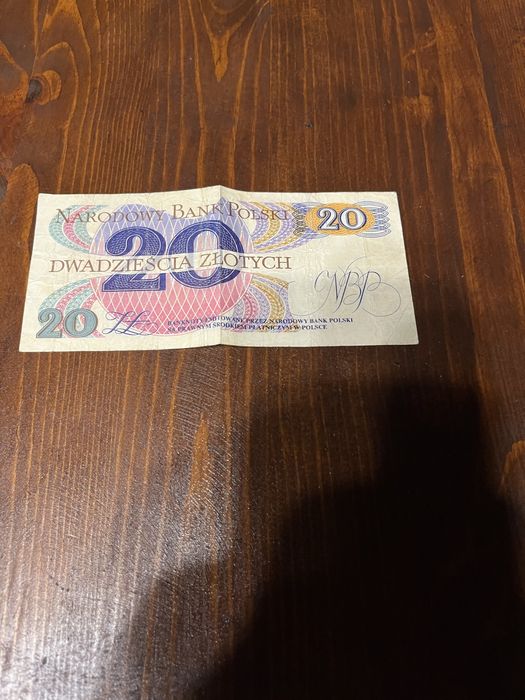 NARODOWY BANK POLSKI 20
20
DWADZIEŚCIA ZŁOTYCH
NBP
20
BANKNOTY EMITOWANE PRZEZ NARODOWY BANK POLSKI
SĄ PRAWNYM ŚRODKIEM PŁATNICZYM W POLSCE